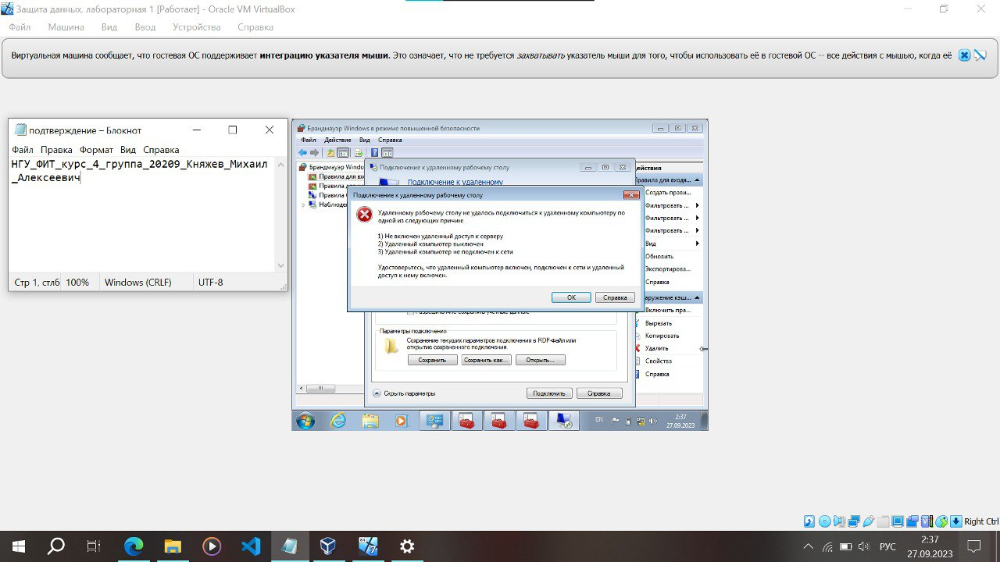 Защита данных, лабораторная 1 [Работает] - Oracle VM VirtualBox
Файл Машина Вид Ввод Устройства Справка
Виртуальная машина сообщает, что гостевая ОС поддерживает интеграцию указателя мыши. Это означает, что не требуется захватывать указатель мыши для того, чтобы использовать её в гостевой ОС -- все действия с мышью, когда её
подтверждение – Блокнот
Файл Правка Формат Вид Справка
НГУ_ФИТ_курс_4_группа_20209_Княжев_Михаил
_Алексеевич
Стр 1, стлб 100% Windows (CRLF) UTF-8
Брандмауэр Windows в режиме повышенной безопасности
Файл Действие Вид Справка
Брандмауэр Windo
Правила для вх
Правила д
Правила б
Наблюде
Подключение к удаленному рабочему столу
Подключение к удаленному
Подключение к удаленному рабочему столу
Удаленному рабочему столу не удалось подключиться к удаленному компьютеру по
одной из следующих причин:
1) Не включен удаленный доступ к серверу
2) Удаленный компьютер выключен
3) Удаленный компьютер не подключен к сети
Удостоверьтесь, что удаленный компьютер включен, подключен к сети и удаленный
доступ к нему включен.
ОК Справка
Разрешить мне сохранять учетные данные
Параметры подключения
Сохранение текущих параметров подключения в RDP-файл или
открытие сохраненного подключения.
Сохранить Сохранить как... Открыть...
Скрыть параметры Подключить Справка
ействия
равила для входя...
Создать прави...
Фильтровать ...
Фильтровать ...
Фильтровать ...
Вид
Обновить
Экспортирова...
Справка
аружение кэш...
Включить пра...
Вырезать
Копировать
Удалить
Свойства
Справка
EN 2:37
27.09.2023
Right Ctrl
РУС 2:37
27.09.2023